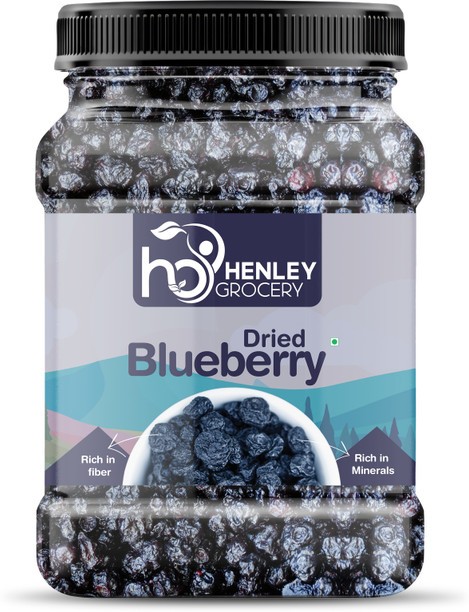 HENLEY
GROCERY
Dried
Blueberry
Rich in
fiber
Rich in
Minerals